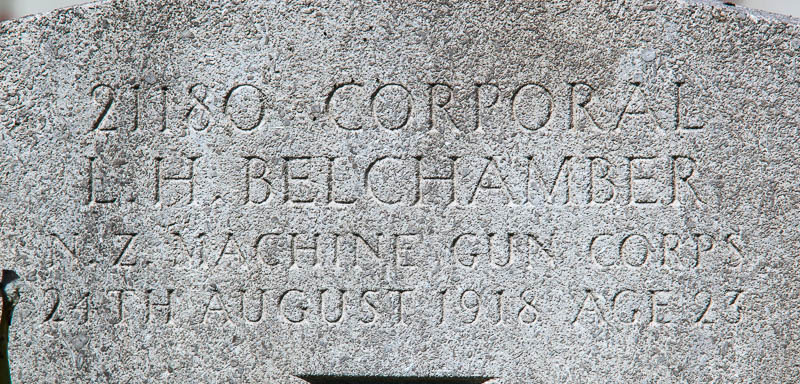 21180 CORPORAL
L. H. BELCHAMBER
N. Z. MACHINE GUN CORPS
24TH AUGUST 1918 AGE 23